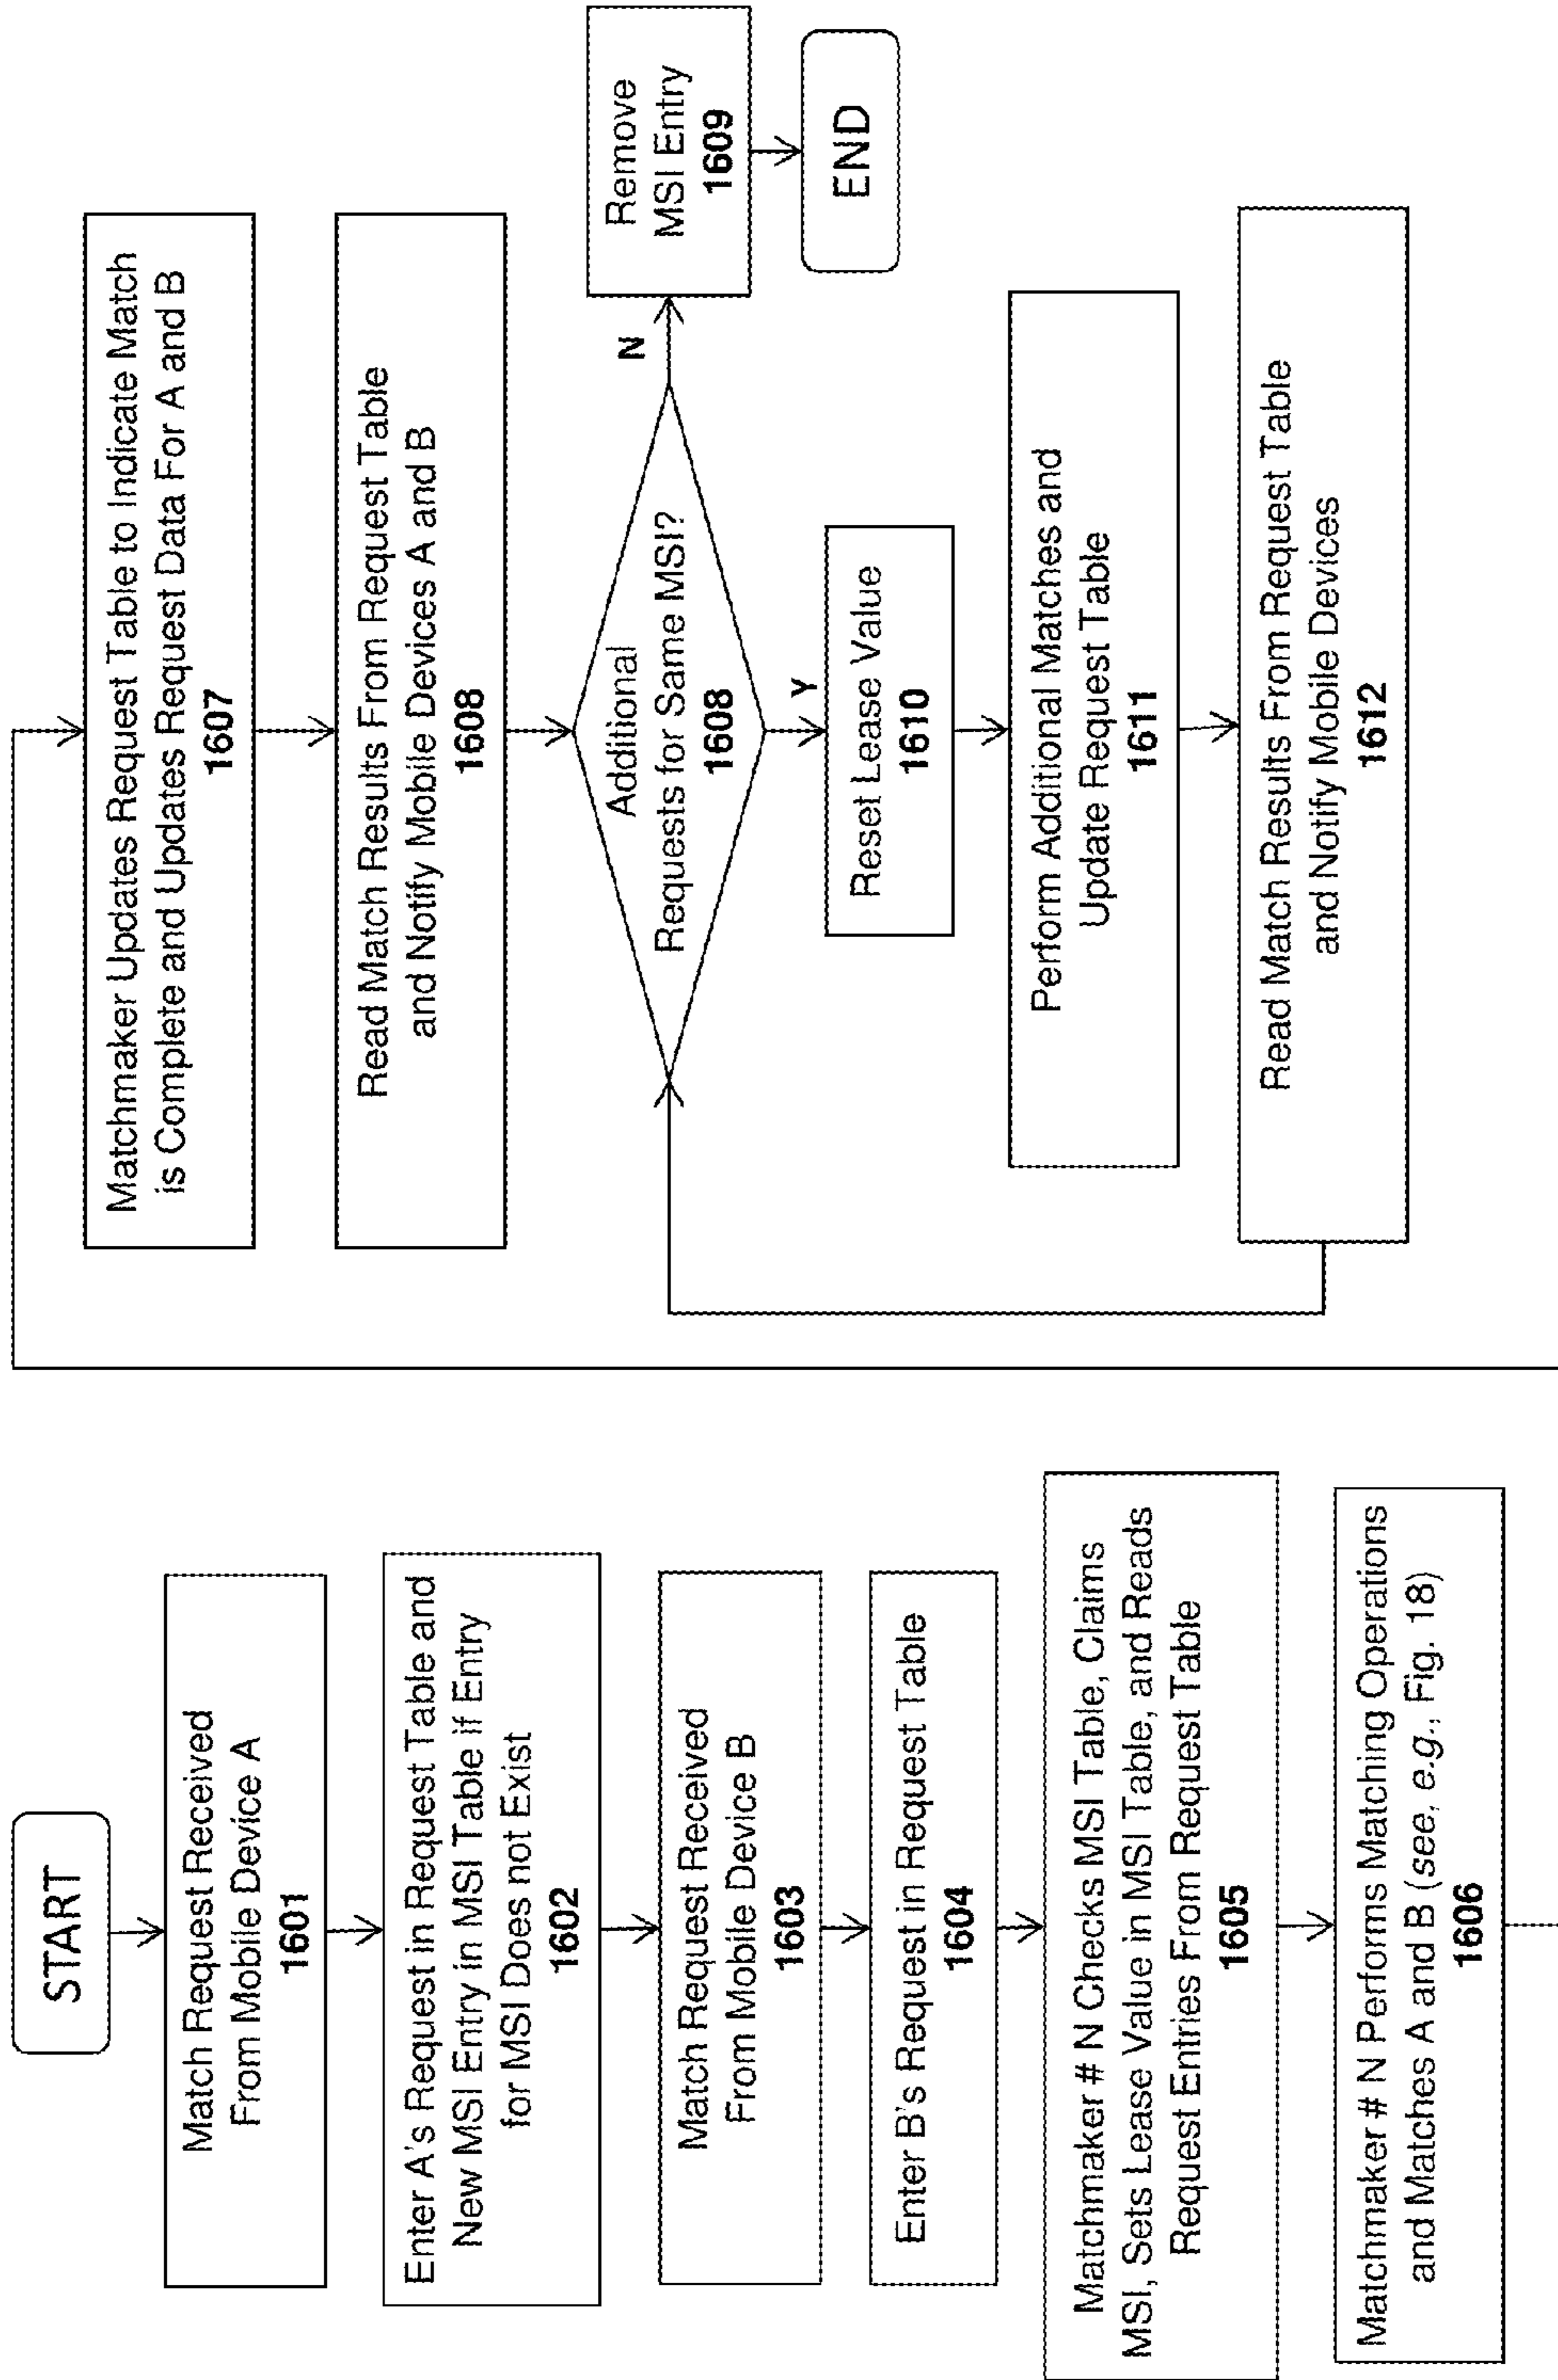 START
Match Request Received
From Mobile Device A
1601
Enter A's Request in Request Table and
New MSI Entry in MSI Table if Entry
for MSI Does not Exist
1602
Match Request Received
From Mobile Device B
1603
Enter B's Request in Request Table
1604
Matchmaker # N Checks MSI Table, Claims
MSI, Sets Lease Value in MSI Table, and Reads
Request Entries From Request Table
1605
Matchmaker # N Performs Matching Operations
and Matches A and B (see, e.g., Fig. 18)
1606
Matchmaker Updates Request Table to Indicate Match
is Complete and Updates Request Data For A and B
1607
Read Match Results From Request Table
and Notify Mobile Devices A and B
1608
Additional
Requests for Same MSI?
1608
N
Remove
MSI Entry
1609
END
Y
Reset Lease Value
1610
Perform Additional Matches and
Update Request Table
1611
Read Match Results From Request Table
and Notify Mobile Devices
1612